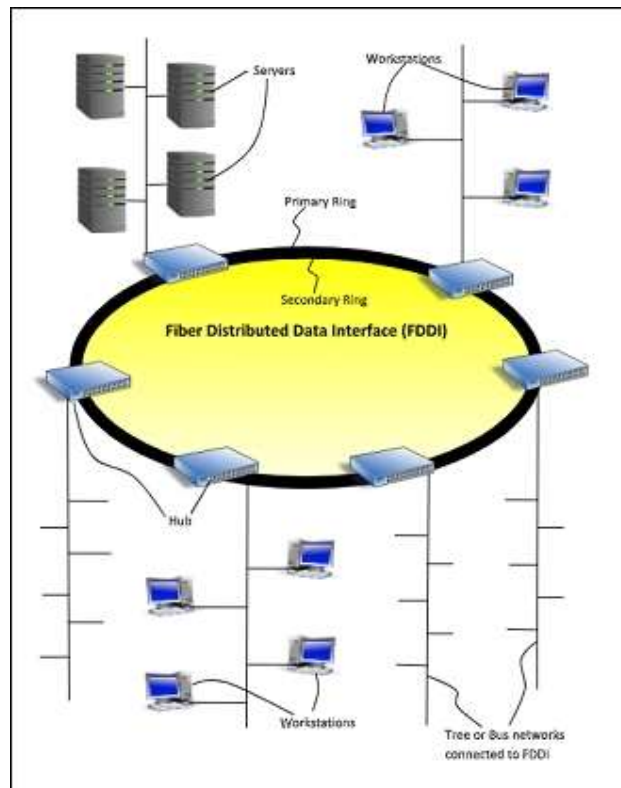 Servers
Workstations
Primary Ring
Secondary Ring
Fiber Distributed Data Interface (FDDI)
Hub
Workstations
Tree or Bus networks
connected to FDDI